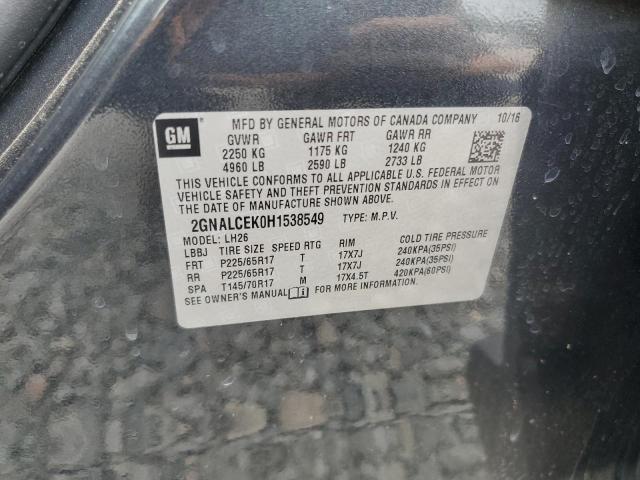 GM
MFD BY GENERAL MOTORS OF CANADA COMPANY 10/16
GVWR GAWR FRT GAWR RR
2250 KG 1175 KG 1240 KG
4960 LB 2590 LB 2733 LB
THIS VEHICLE CONFORMS TO ALL APPLICABLE U.S. FEDERAL MOTOR
VEHICLE SAFETY AND THEFT PREVENTION STANDARDS IN EFFECT ON
THE DATE OF MANUFACTURE SHOWN ABOVE.
2GNALCEK0H1538549 TYPE: M.P.V.
MODEL: LH26
LBBJ TIRE SIZE SPEED RTG RIM COLD TIRE PRESSURE
FRT P225/65R17 T 17X7J 240KPA(35PSI)
RR P225/65R17 T 17X7J 240KPA(35PSI)
SPA T145/70R17 M 17X4.5T 420KPA(60PSI)
SEE OWNER'S MANUAL FOR MORE INFORMATION.